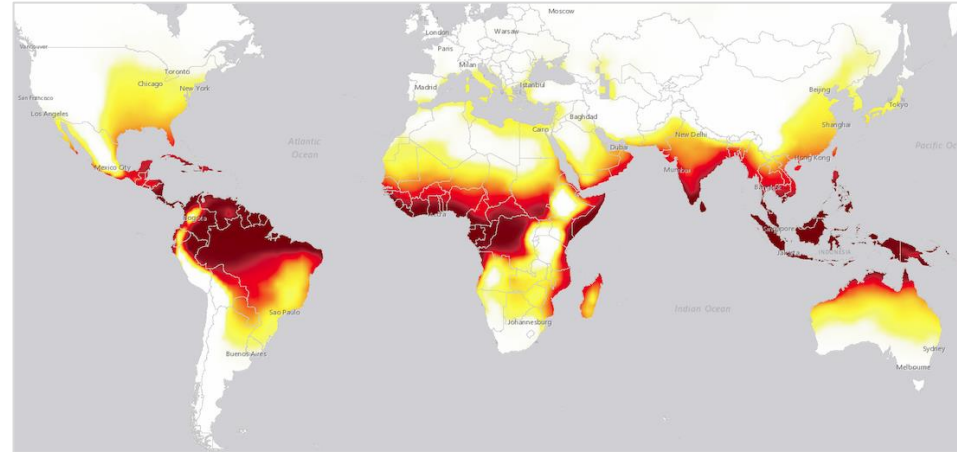 Moscow
London
Warsaw
Vancouver
Paris
Milan
Toronto
Chicago
New York
Madrid
Istanbul
Beijing
San Francisco
Tokyo
Los Angeles
Baghdad
Cairo
Shanghai
New Delhi
Atlantic
Ocean
Dubai
Pacific Oc
Hong Kong
Mexico City
Mumbai
Bangkok
Bogota
Accra
Singapore
Jakarta
Indian Ocean
Sao Paulo
Johannesburg
Sydney
Buenos Aires
Melbourne